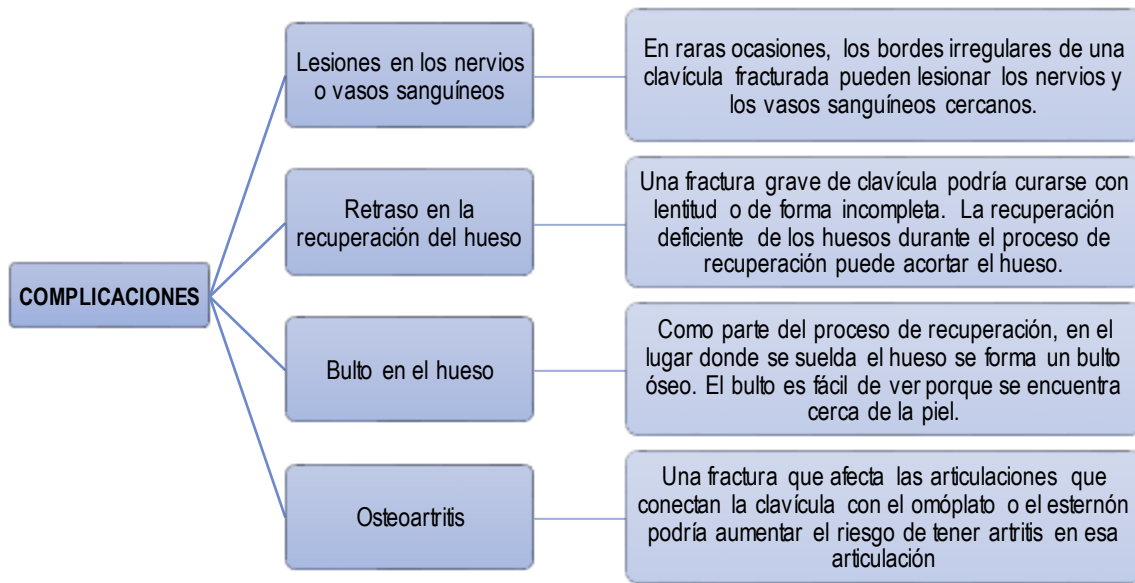 COMPLICACIONES
Lesiones en los nervios
o vasos sanguíneos
En raras ocasiones, los bordes irregulares de una
clavícula fracturada pueden lesionar los nervios y
los vasos sanguíneos cercanos.
Retraso en la
recuperación del hueso
Una fractura grave de clavícula podría curarse con
lentitud o de forma incompleta. La recuperación
deficiente de los huesos durante el proceso de
recuperación puede acortar el hueso.
Bulto en el hueso
Como parte del proceso de recuperación, en el
lugar donde se suelda el hueso se forma un bulto
óseo. El bulto es fácil de ver porque se encuentra
cerca de la piel.
Osteoartritis
Una fractura que afecta las articulaciones que
conectan la clavícula con el omóplato o el esternón
podría aumentar el riesgo de tener artritis en esa
articulación